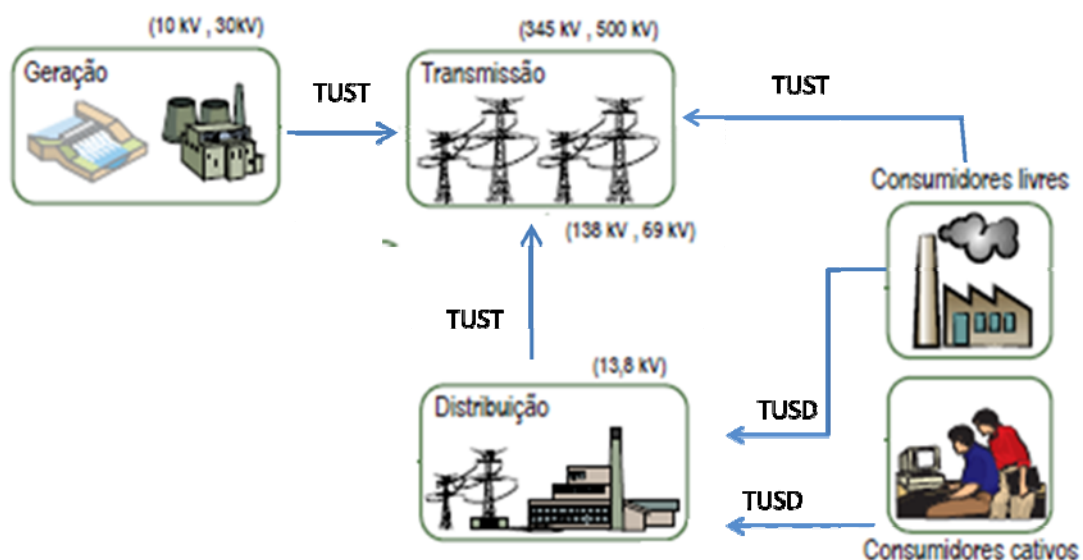 (10 kV , 30kV)
(345 kV , 500 kV)
Geração
TUST
Transmissão
TUST
Consumidores livres
(138 kV , 69 kV)
TUST
(13,8 kV)
Distribuição
TUSD
TUSD
Consumidores cativos